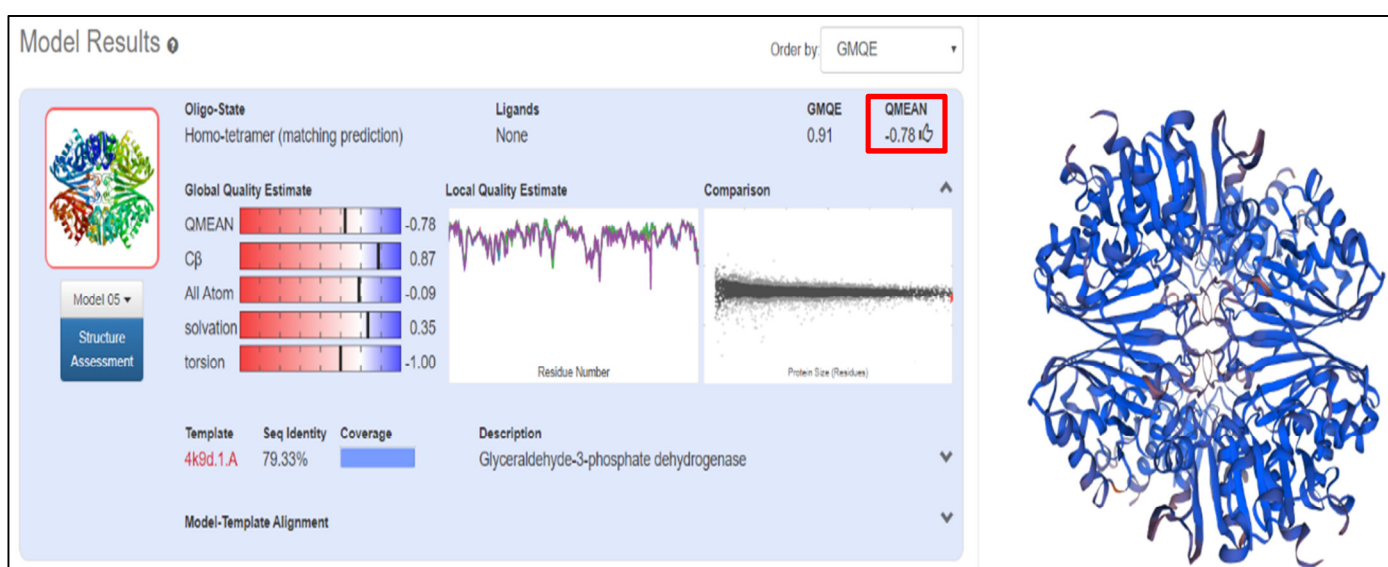 Model Results
Order by: GMQE
Oligo-State Ligands GMQE QMEAN
Homo-tetramer (matching prediction) None 0.91 -0.78
Global Quality Estimate Local Quality Estimate Comparison
QMEAN -0.78
Cβ 0.87
All Atom -0.09
solvation 0.35
torsion -1.00
Residue Number
Protein Size (Residues)
Model 05
Structure
Assessment
Template Seq Identity Coverage Description
4k9d.1.A 79.33% Glyceraldehyde-3-phosphate dehydrogenase
Model-Template Alignment